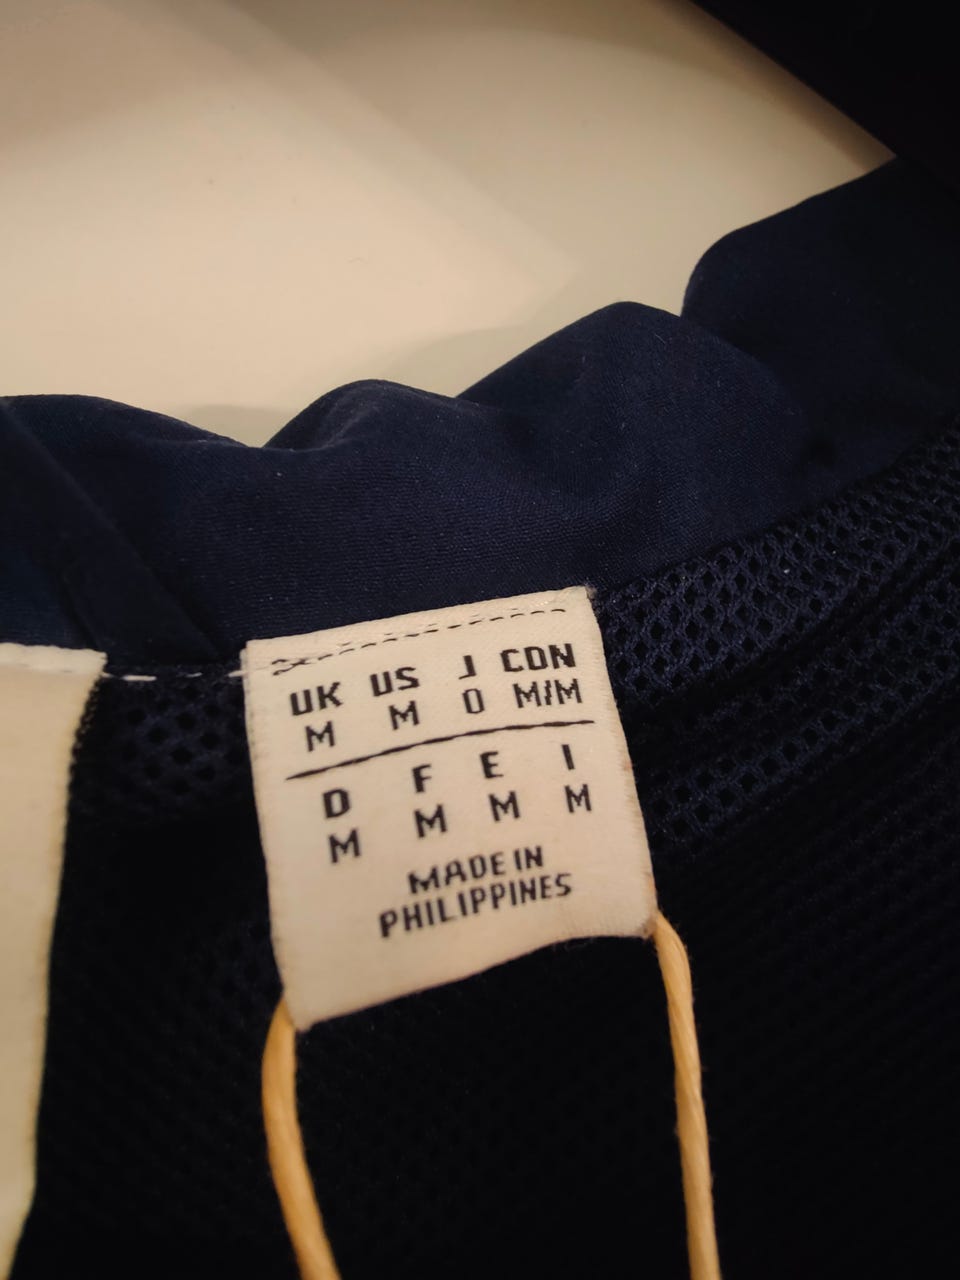 UK US J CDN
M M O M/M
D F E I
M M M M
MADE IN
PHILIPPINES